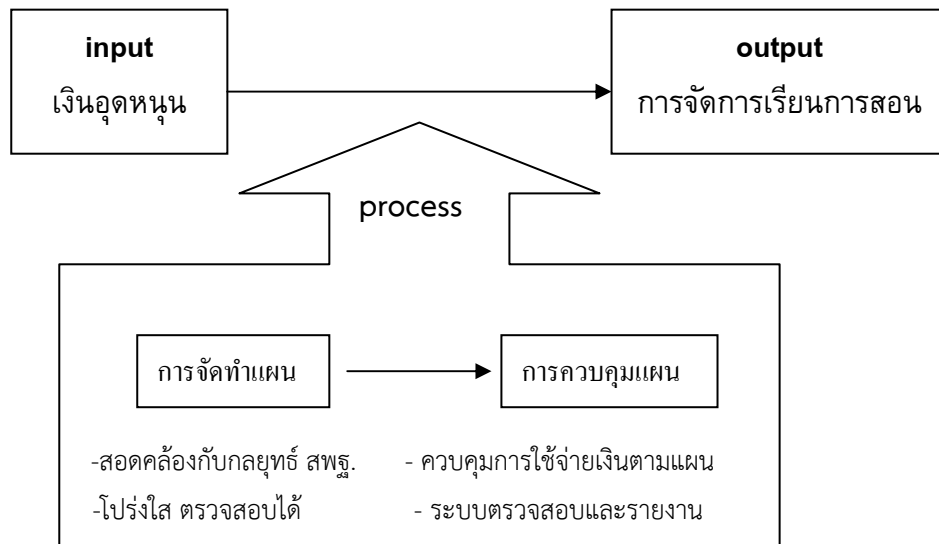 input
เงินอุดหนุน
output
การจัดการเรียนการสอน
process
การจัดทำแผน
การควบคุมแผน
-สอดคล้องกับกลยุทธ์ สพฐ.
- ควบคุมการใช้จ่ายเงินตามแผน
-โปร่งใส ตรวจสอบได้
- ระบบตรวจสอบและรายงาน